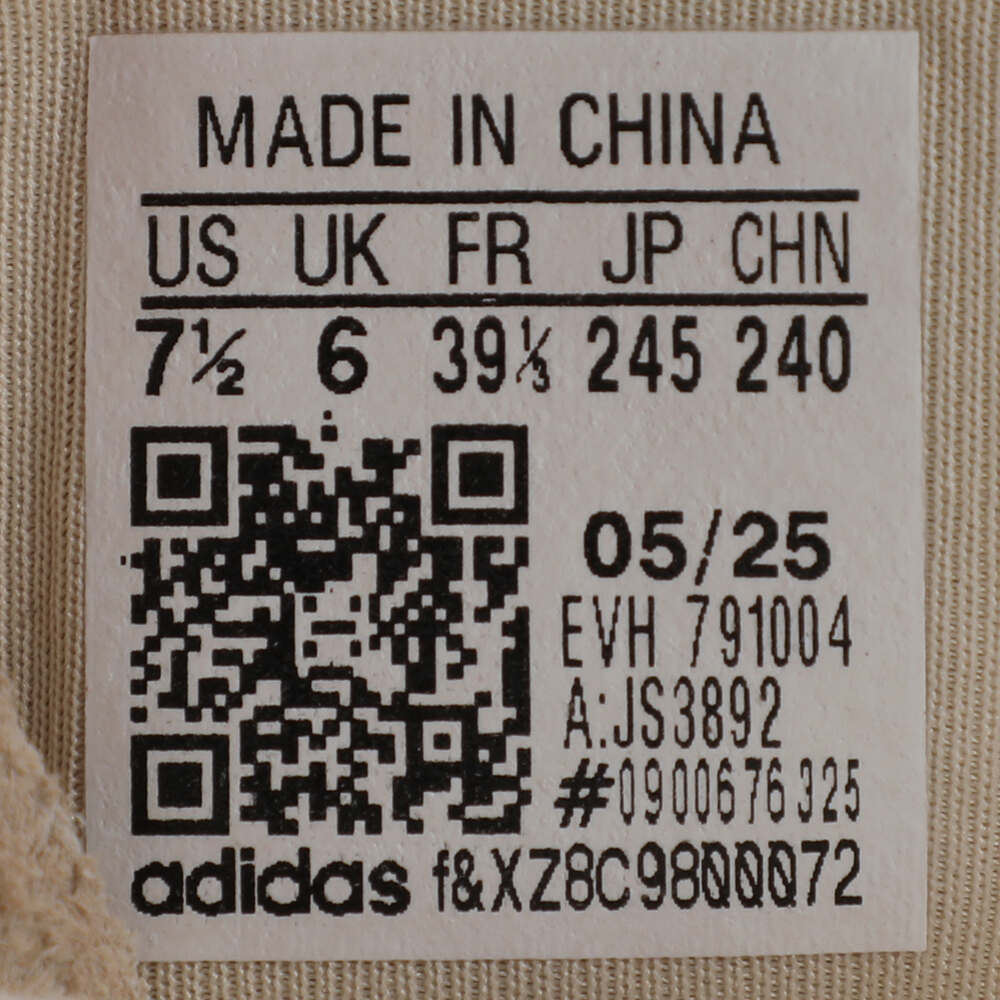 MADE IN CHINA
US UK FR JP CHN
7½ 6 39⅓ 245 240
05/25
EVH 791004
A:JS3892
#0900676325
adidas f&XZ8C98000072